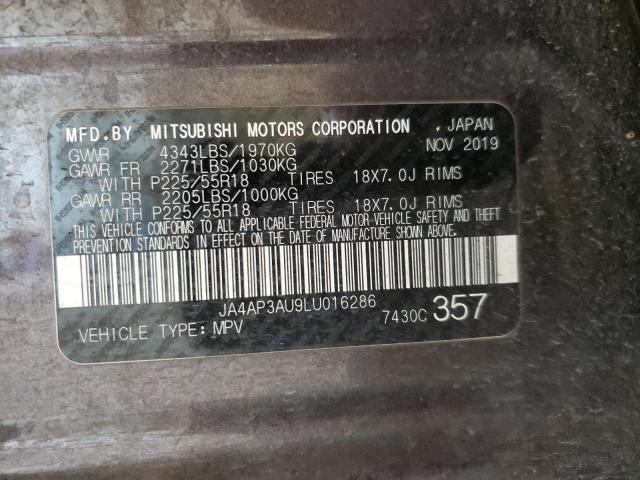 MFD.BY MITSUBISHI MOTORS CORPORATION , JAPAN
GVWR 4343LBS/1970KG NOV 2019
GAWR FR 2271LBS/1030KG
WITH P225/55R18 TIRES 18X7.0J RIMS
GAWR RR 2205LBS/1000KG
WITH P225/55R18 TIRES 18X7.0J RIMS
THIS VEHICLE CONFORMS TO ALL APPLICABLE FEDERAL MOTOR VEHICLE SAFETY AND THEFT
PREVENTION STANDARDS IN EFFECT ON THE DATE OF MANUFACTURE SHOWN ABOVE.
JA4AP3AU9LU016286
VEHICLE TYPE: MPV 7430C 357